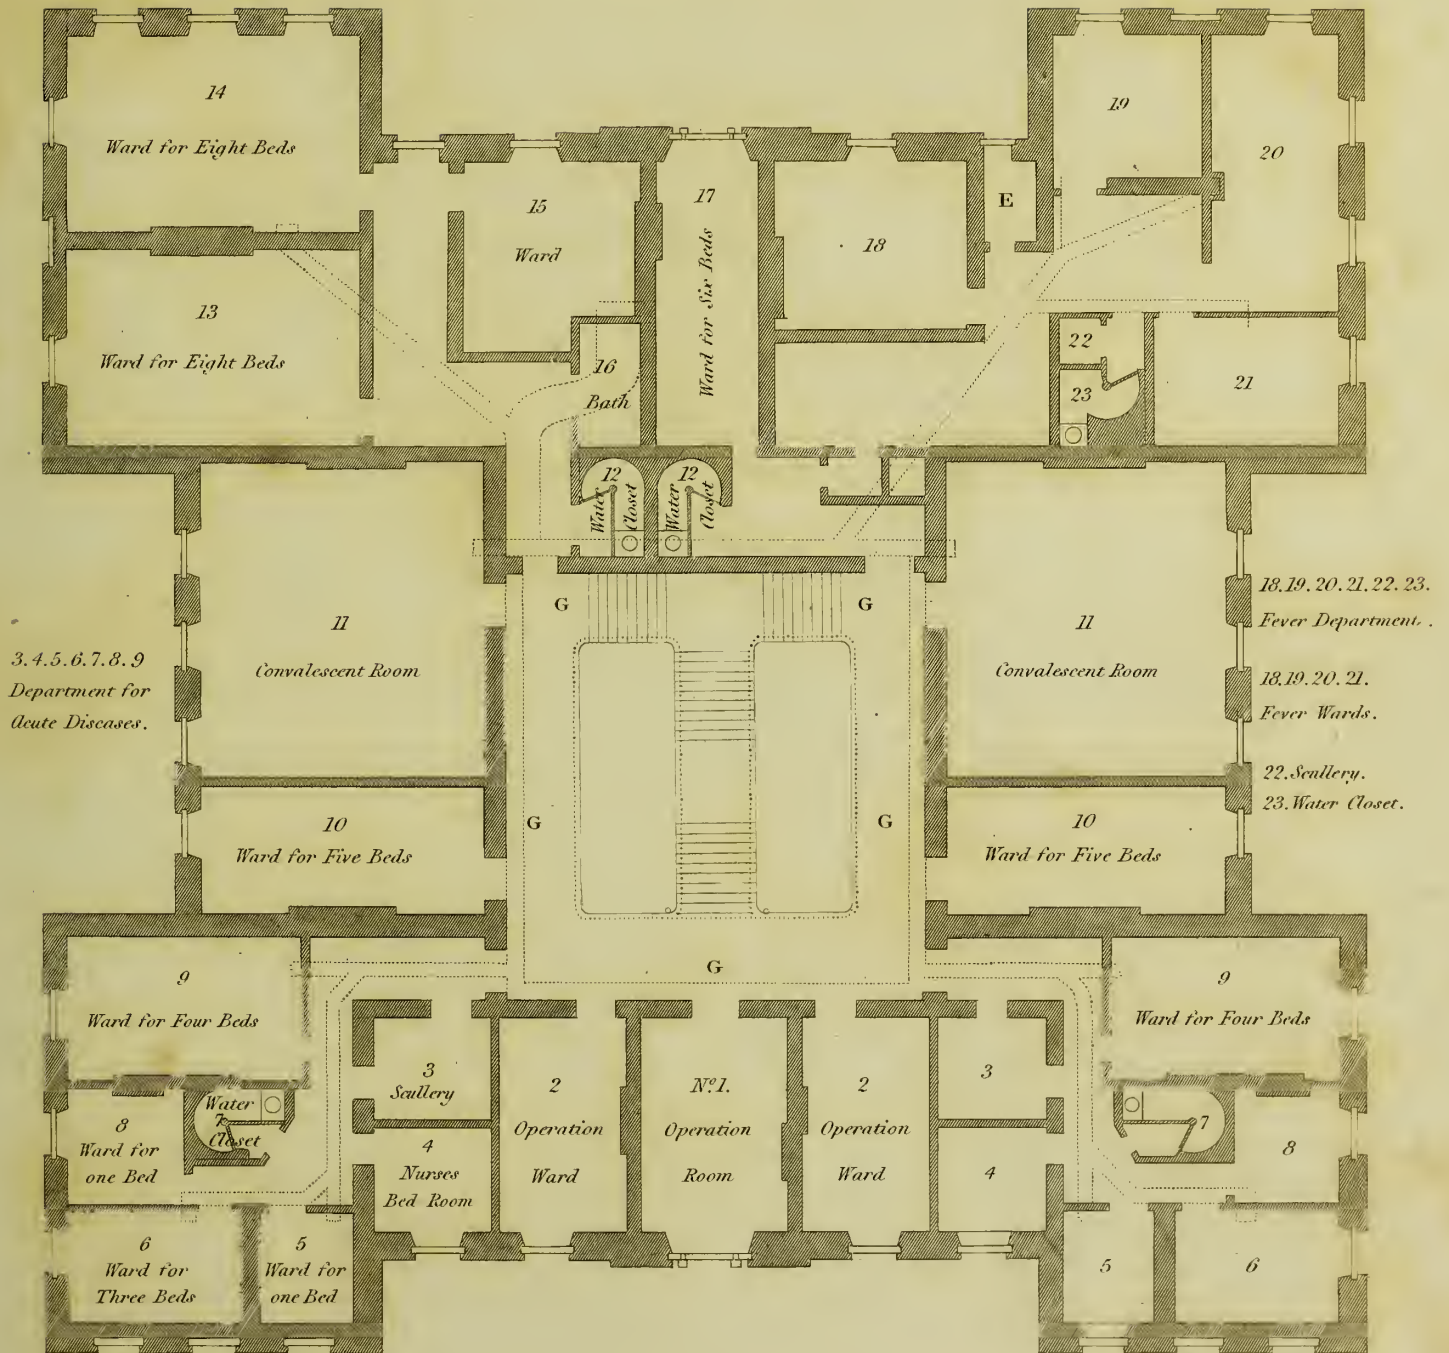 14
Ward for Eight Beds
13
Ward for Eight Beds
15
Ward
16
Bath
17
Ward for Six Beds
18
E
19
20
21
22
23
12
Water
Closet
12
Water
Closet
11
Convalescent Room
11
Convalescent Room
G
G
G
G
G
3.4.5.6.7.8.9
Department for
Acute Diseases.
18.19.20.21.22.23.
Fever Department.
18.19.20.21.
Fever Wards.
22.Scullery.
23.Water Closet.
10
Ward for Five Beds
10
Ward for Five Beds
9
Ward for Four Beds
9
Ward for Four Beds
3
Scullery
2
Operation
Ward
No.1.
Operation
Room
2
Operation
Ward
3
Water
7
Closet
8
Ward for
one Bed
4
Nurses
Bed Room
4
7
8
6
Ward for
Three Beds
5
Ward for
one Bed
5
6